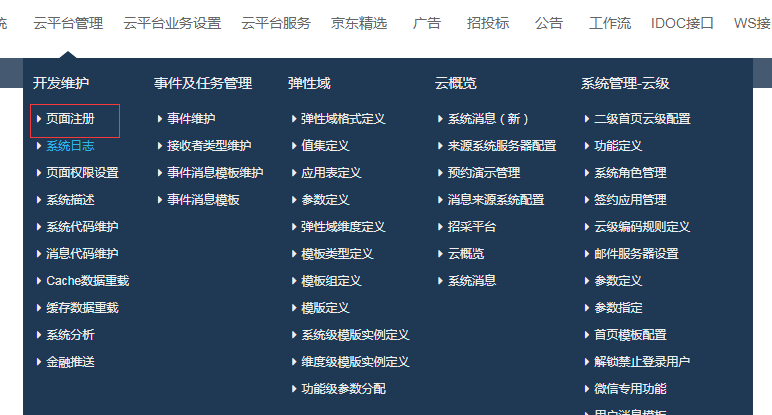 统 云平台管理 云平台业务设置 云平台服务 京东精选 广告 招投标 公告 工作流 IDOC接口 WS接
开发维护
页面注册
系统日志
页面权限设置
系统描述
系统代码维护
消息代码维护
Cache数据重载
缓存数据重载
系统分析
金融推送
事件及任务管理
事件维护
接收者类型维护
事件消息模板维护
事件消息模板
弹性域
弹性域格式定义
值集定义
应用表定义
参数定义
弹性域维度定义
模板类型定义
模板组定义
模版定义
系统级模版实例定义
维度级模版实例定义
功能级参数分配
云概览
系统消息（新）
来源系统服务器配置
预约演示管理
消息来源系统配置
招采平台
云概览
系统消息
系统管理-云级
二级首页云级配置
功能定义
系统角色管理
签约应用管理
云级编码规则定义
邮件服务器设置
参数定义
参数指定
首页模板配置
解锁禁止登录用户
微信专用功能
用户消息模板